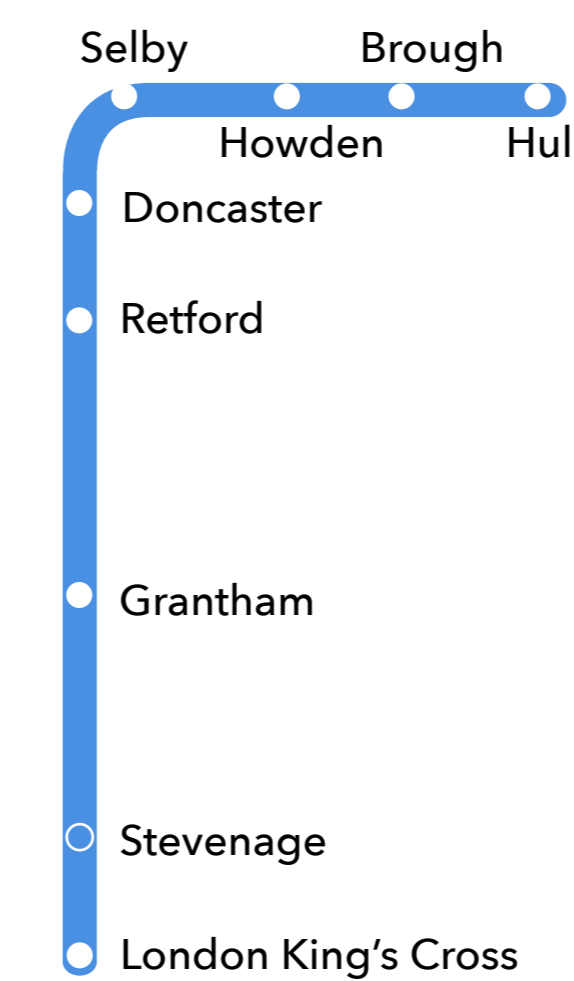 Selby
Brough
Howden
Hul
Doncaster
Retford
Grantham
Stevenage
London King’s Cross